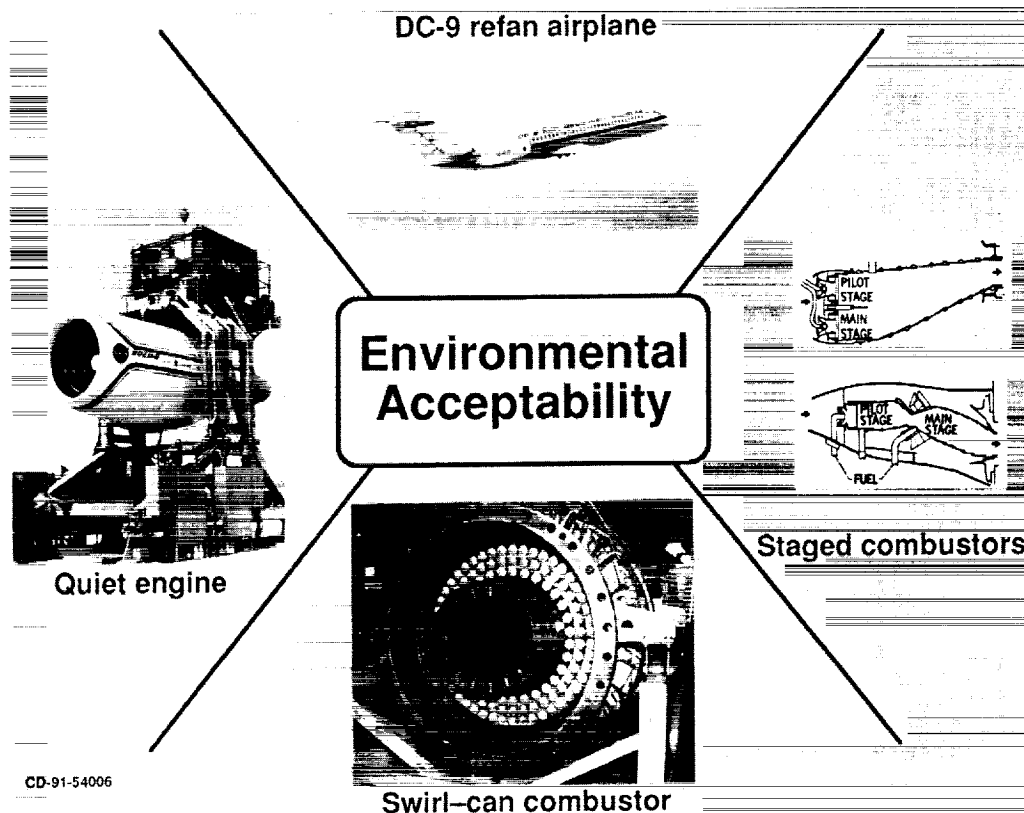 DC-9 refan airplane
PILOT
STAGE
MAIN
STAGE
Environmental
Acceptability
PILOT
STAGE
MAIN
STAGE
FUEL
Staged combustors
Quiet engine
CD-91-54006
Swirl–can combustor